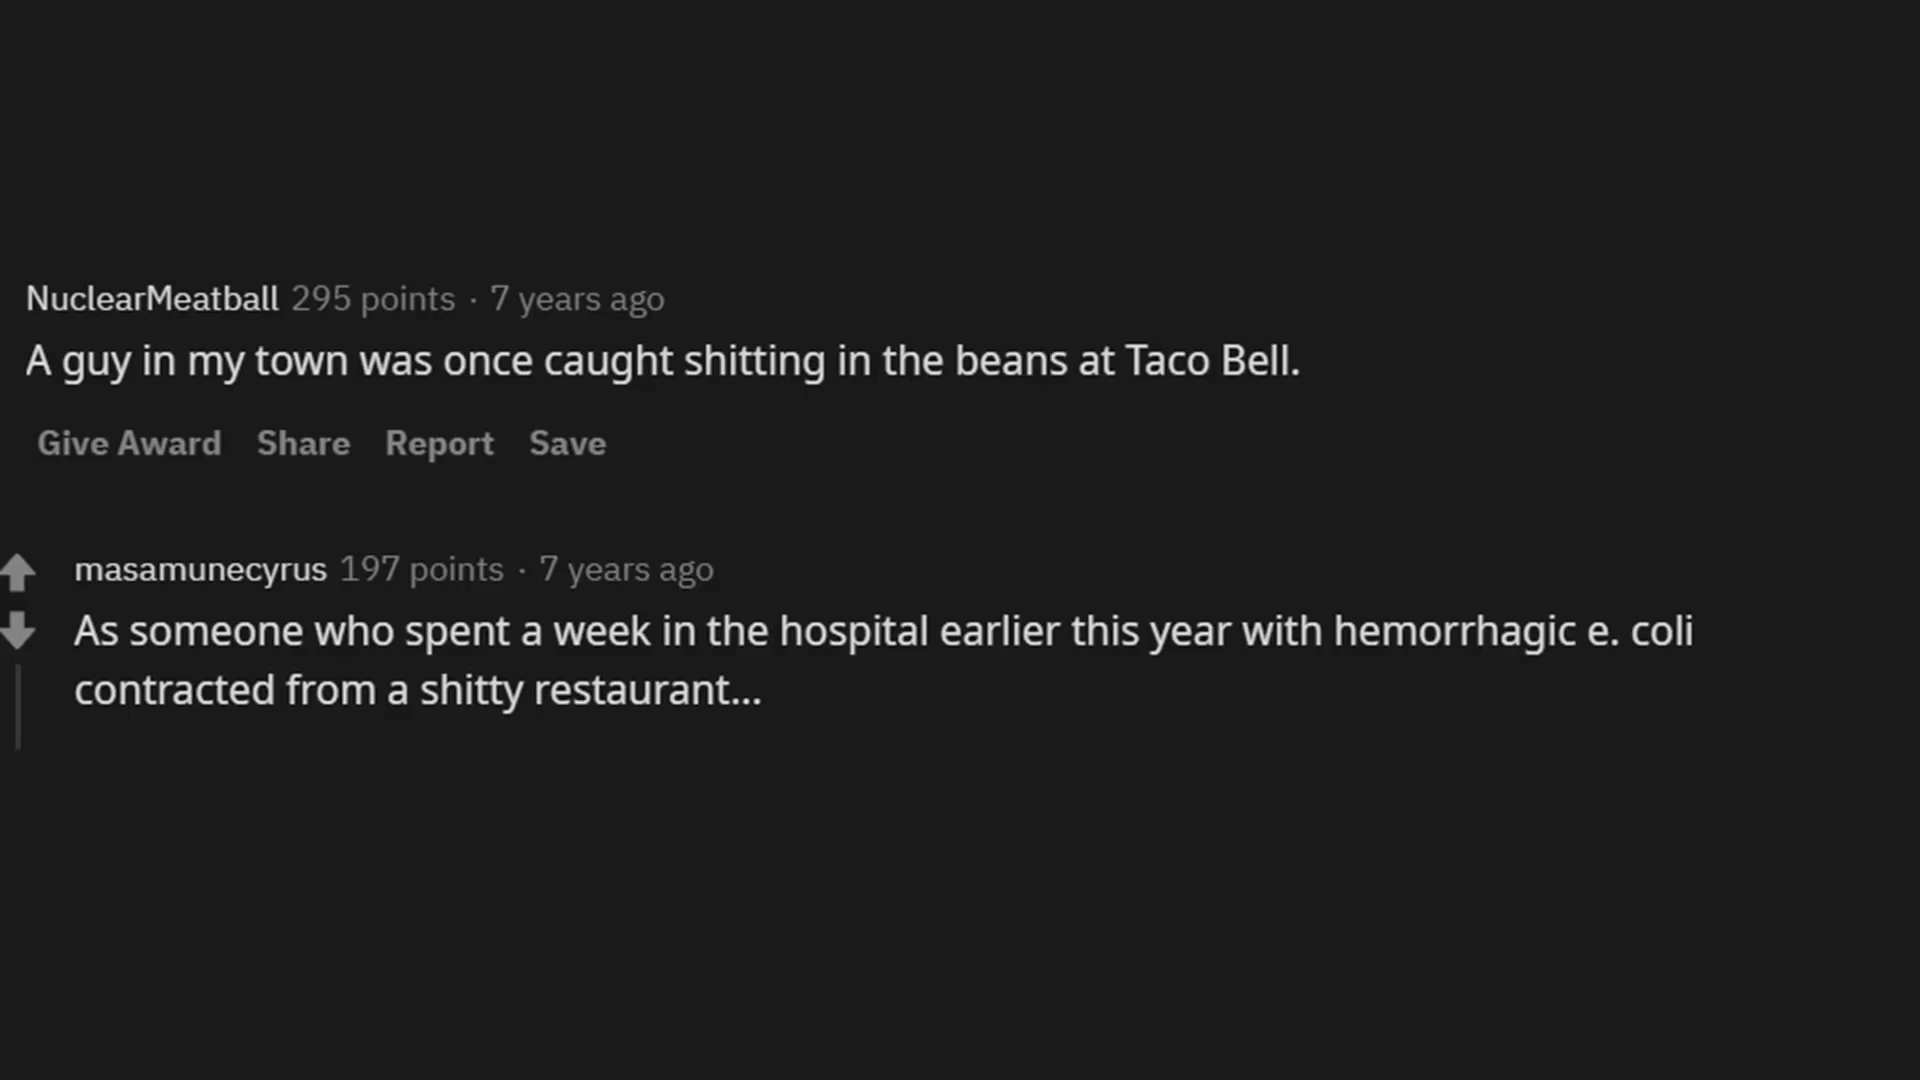 NuclearMeatball 295 points · 7 years ago
A guy in my town was once caught shitting in the beans at Taco Bell.
Give Award Share Report Save
masamunecyrus 197 points · 7 years ago
As someone who spent a week in the hospital earlier this year with hemorrhagic e. coli
contracted from a shitty restaurant...